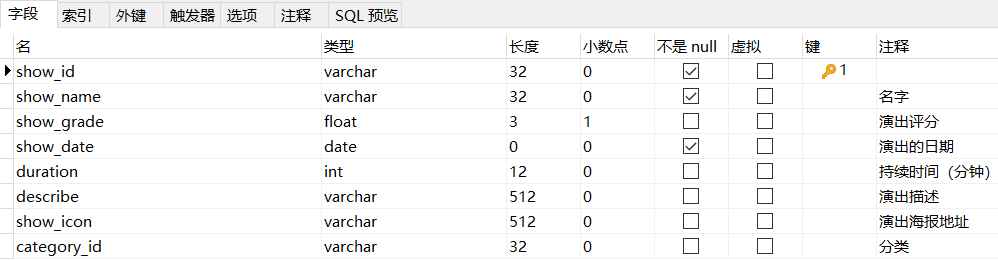 字段 索引 外键 触发器 选项 注释 SQL 预览
名 类型 长度 小数点 不是 null 虚拟 键 注释
show_id varchar 32 0 1
show_name varchar 32 0 名字
show_grade float 3 1 演出评分
show_date date 0 0 演出的日期
duration int 12 0 持续时间（分钟）
describe varchar 512 0 演出描述
show_icon varchar 512 0 演出海报地址
category_id varchar 32 0 分类